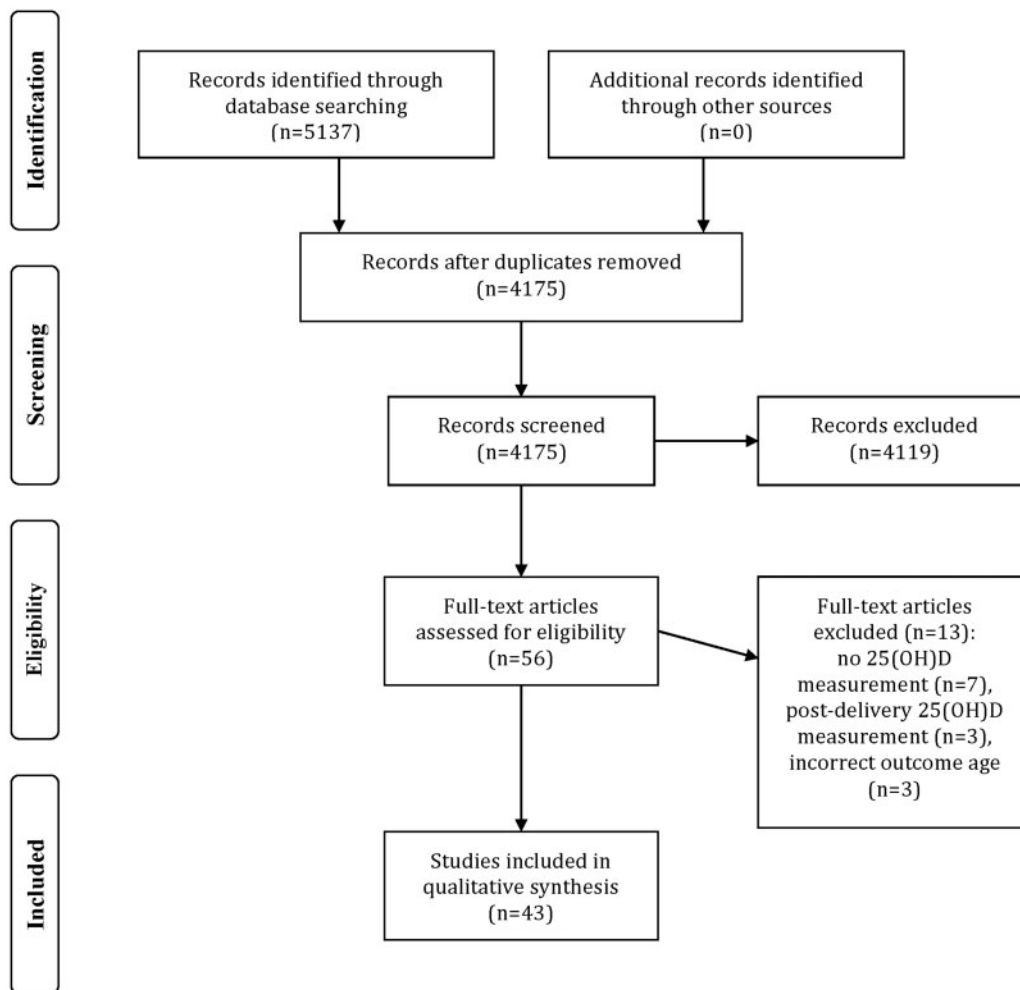 Identification
Records identified through
database searching
(n=5137)
Additional records identified
through other sources
(n=0)
Records after duplicates removed
(n=4175)
Screening
Records screened
(n=4175)
Records excluded
(n=4119)
Eligibility
Full-text articles
assessed for eligibility
(n=56)
Full-text articles
excluded (n=13):
no 25(OH)D
measurement (n=7),
post-delivery 25(OH)D
measurement (n=3),
incorrect outcome age
(n=3)
Included
Studies included in
qualitative synthesis
(n=43)